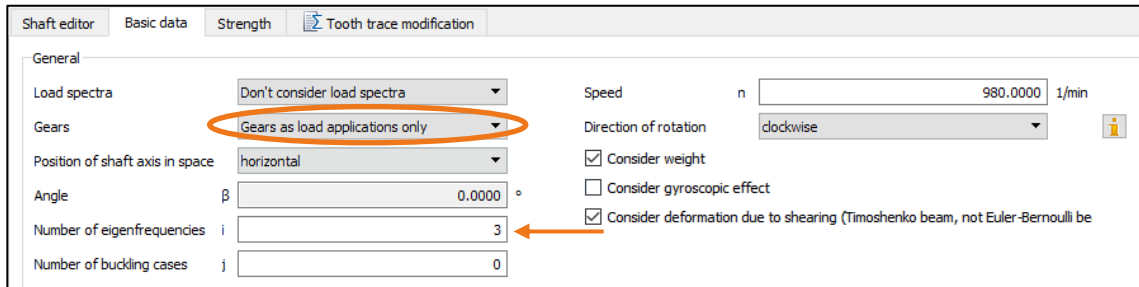 Shaft editor Basic data Strength Tooth trace modification
General
Load spectra Don't consider load spectra Speed n 980.0000 1/min
Gears Gears as load applications only Direction of rotation clockwise
Position of shaft axis in space horizontal Consider weight
Angle β 0.0000 ° Consider gyroscopic effect
Number of eigenfrequencies i 3 Consider deformation due to shearing (Timoshenko beam, not Euler-Bernoulli be
Number of buckling cases j 0